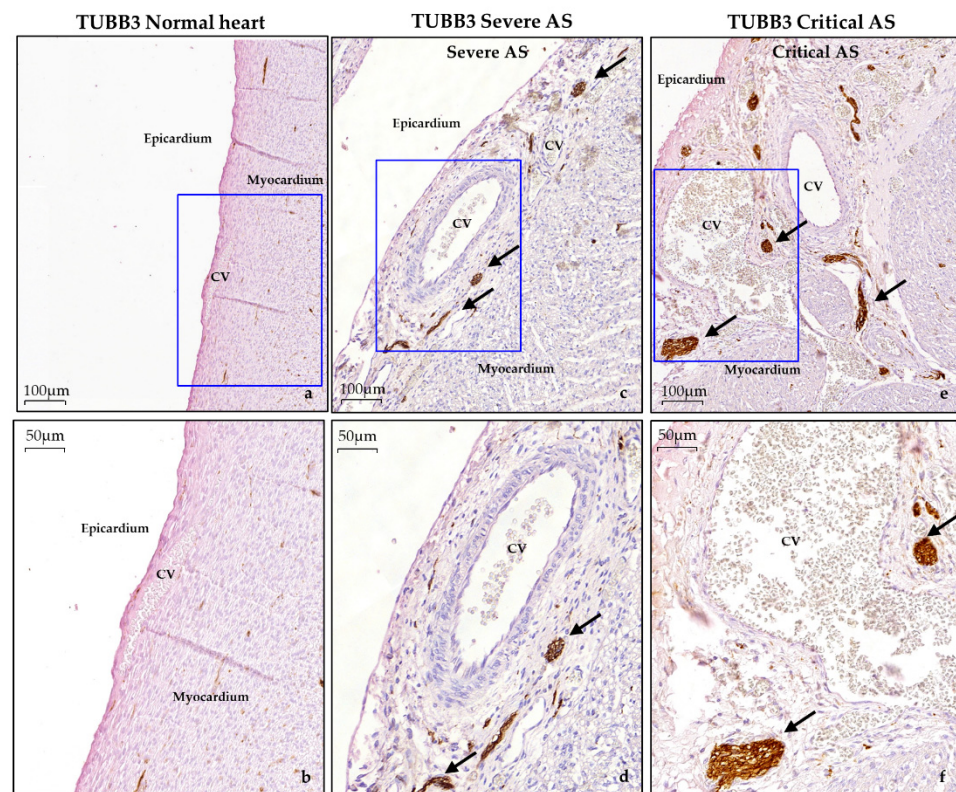 TUBB3 Normal heart
TUBB3 Severe AS
TUBB3 Critical AS
Epicardium
Myocardium
CV
100µm
a
Severe AS
Epicardium
CV
CV
Myocardium
100µm
c
Critical AS
Epicardium
CV
CV
Myocardium
100µm
e
50µm
Epicardium
CV
Myocardium
b
50µm
CV
d
50µm
CV
f